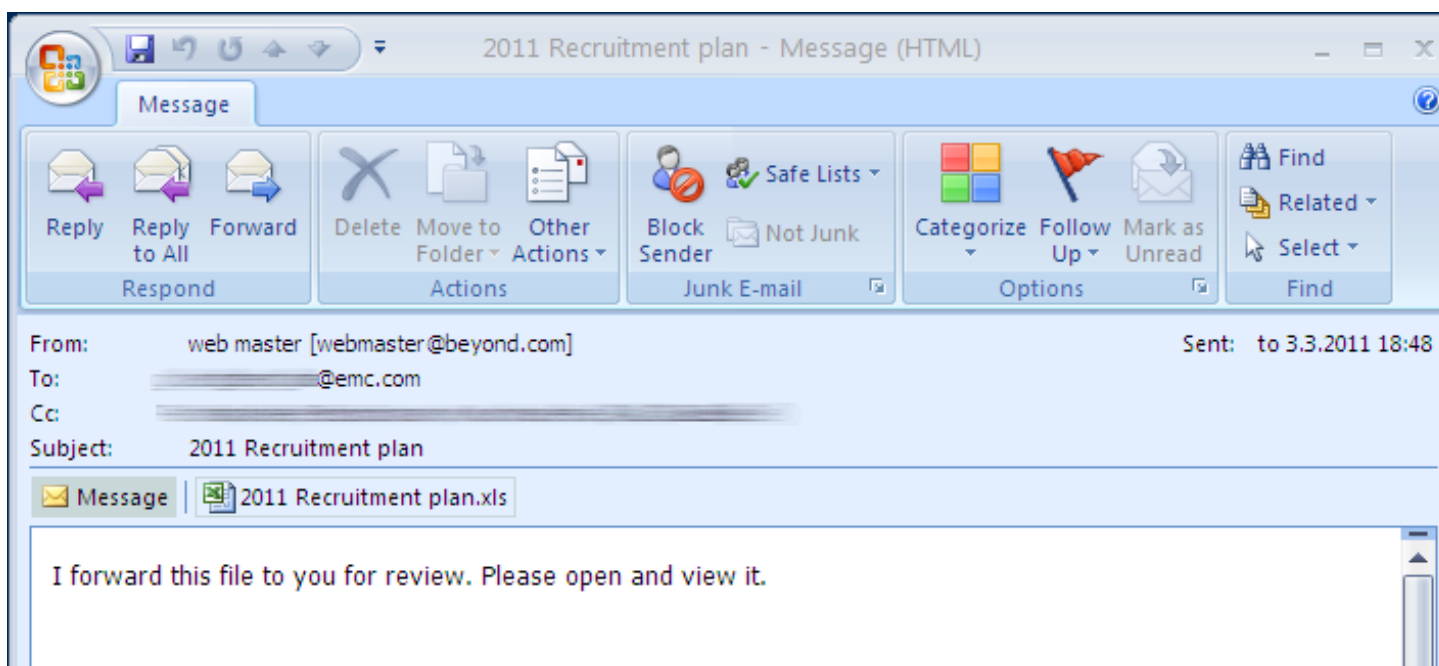 2011 Recruitment plan - Message (HTML)
Message
Reply
Reply to All
Forward
Respond
Delete
Move to Folder
Other Actions
Actions
Block Sender
Safe Lists
Not Junk
Junk E-mail
Categorize
Follow Up
Mark as Unread
Options
Find
Related
Select
Find
From: web master [webmaster@beyond.com] Sent: to 3.3.2011 18:48
To: @emc.com
Cc:
Subject: 2011 Recruitment plan
Message 2011 Recruitment plan.xls
I forward this file to you for review. Please open and view it.